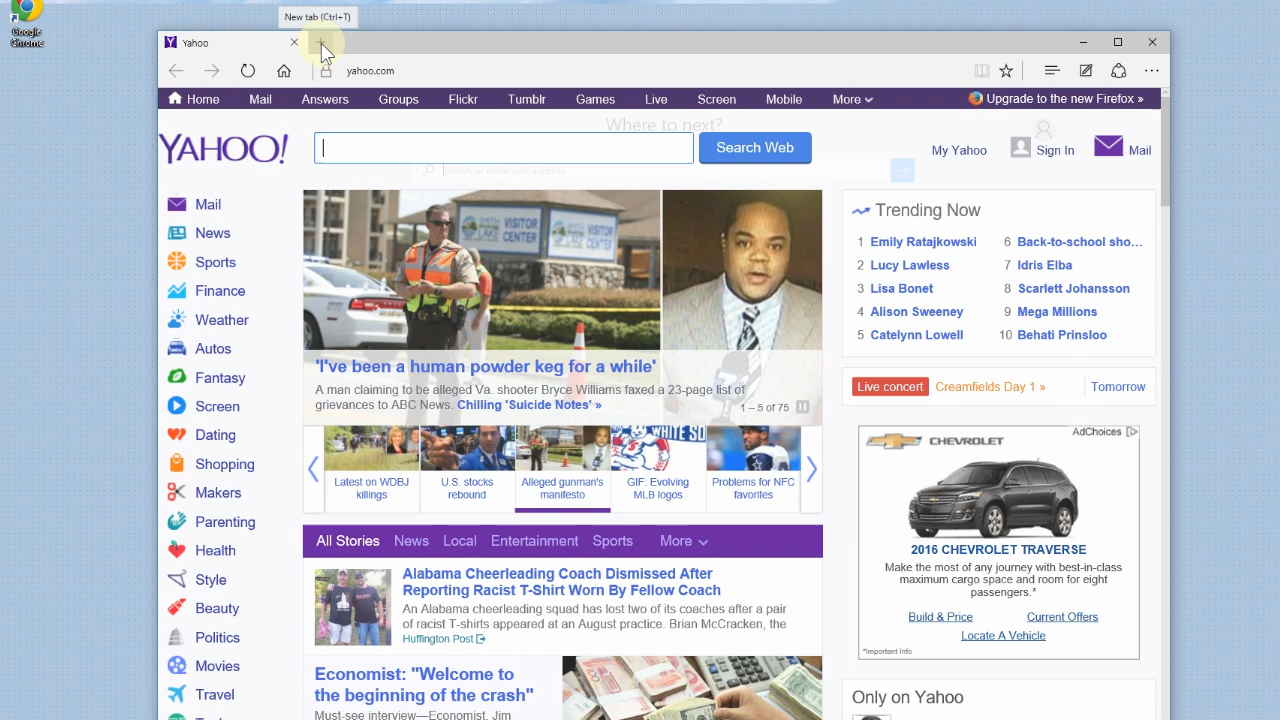 New tab (Ctrl+T)
Google
Chrome
Yahoo
yahoo.com
Home Mail Answers Groups Flickr Tumblr Games Live Screen Mobile More
Upgrade to the new Firefox »
Where to next?
YAHOO!
Search Web
My Yahoo Sign In Mail
Search or enter web address
Mail
News
Sports
Finance
Weather
Autos
Fantasy
Screen
Dating
Shopping
Makers
Parenting
Health
Style
Beauty
Politics
Movies
Travel
SMITH
LAKE
VISITOR
CENTER
'I've been a human powder keg for a while'
A man claiming to be alleged Va. shooter Bryce Williams faxed a 23-page list of
grievances to ABC News. Chilling 'Suicide Notes' »
1 – 5 of 75
WHITE SO
Latest on WDBJ
killings
U.S. stocks
rebound
Alleged gunman's
manifesto
GIF: Evolving
MLB logos
Problems for NFC
favorites
All Stories News Local Entertainment Sports More
Alabama Cheerleading Coach Dismissed After
Reporting Racist T-Shirt Worn By Fellow Coach
An Alabama cheerleading squad has lost two of its coaches after a pair
of racist T-shirts appeared at an August practice. Brian McCracken, the
Huffington Post
Economist: "Welcome to
the beginning of the crash"
Must-see interview—Economist, Jim
Trending Now
1 Emily Ratajkowski
2 Lucy Lawless
3 Lisa Bonet
4 Alison Sweeney
5 Catelynn Lowell
6 Back-to-school sho...
7 Idris Elba
8 Scarlett Johansson
9 Mega Millions
10 Behati Prinsloo
Live concert Creamfields Day 1 » Tomorrow
AdChoices
CHEVROLET
2016 CHEVROLET TRAVERSE
Make the most of any journey with best-in-class
maximum cargo space and room for eight
passengers.*
Build & Price Current Offers
Locate A Vehicle
*Important Info
Only on Yahoo